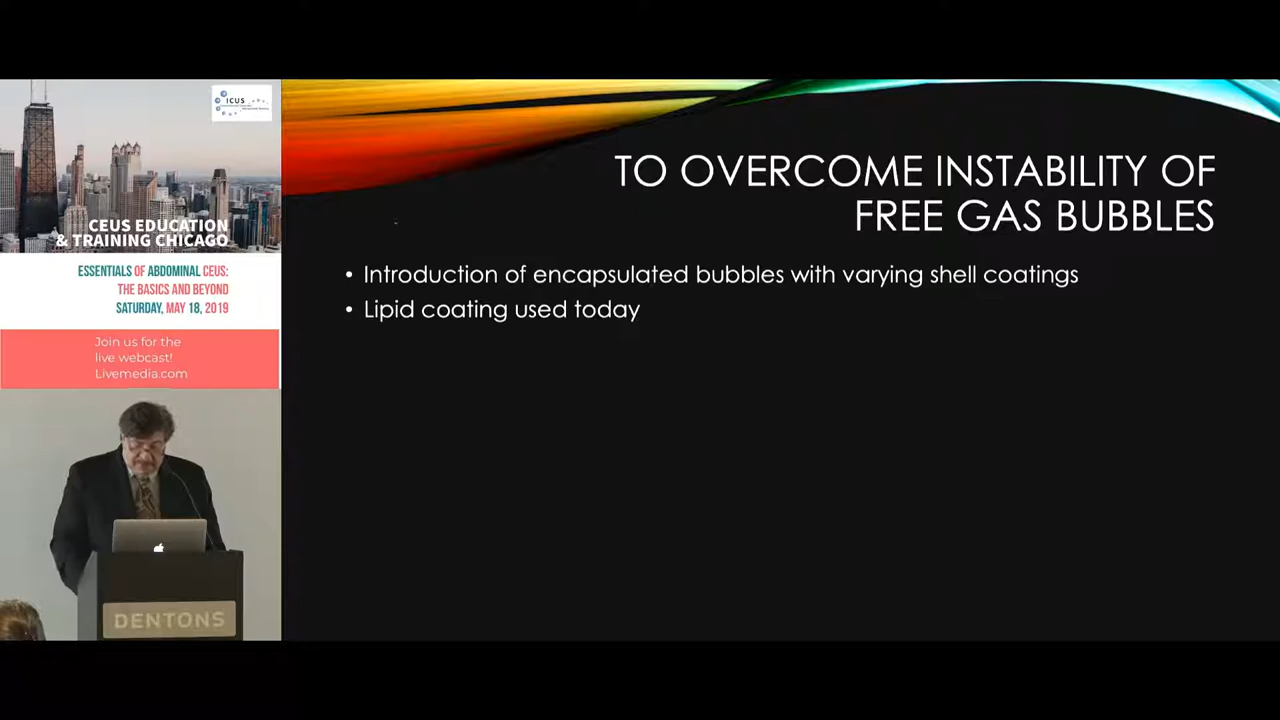 ICUS
CEUS EDUCATION
& TRAINING CHICAGO
ESSENTIALS OF ABDOMINAL CEUS:
THE BASICS AND BEYOND
SATURDAY, MAY 18, 2019
Join us for the
live webcast!
Livemedia.com
DENTONS
TO OVERCOME INSTABILITY OF
FREE GAS BUBBLES
• Introduction of encapsulated bubbles with varying shell coatings
• Lipid coating used today